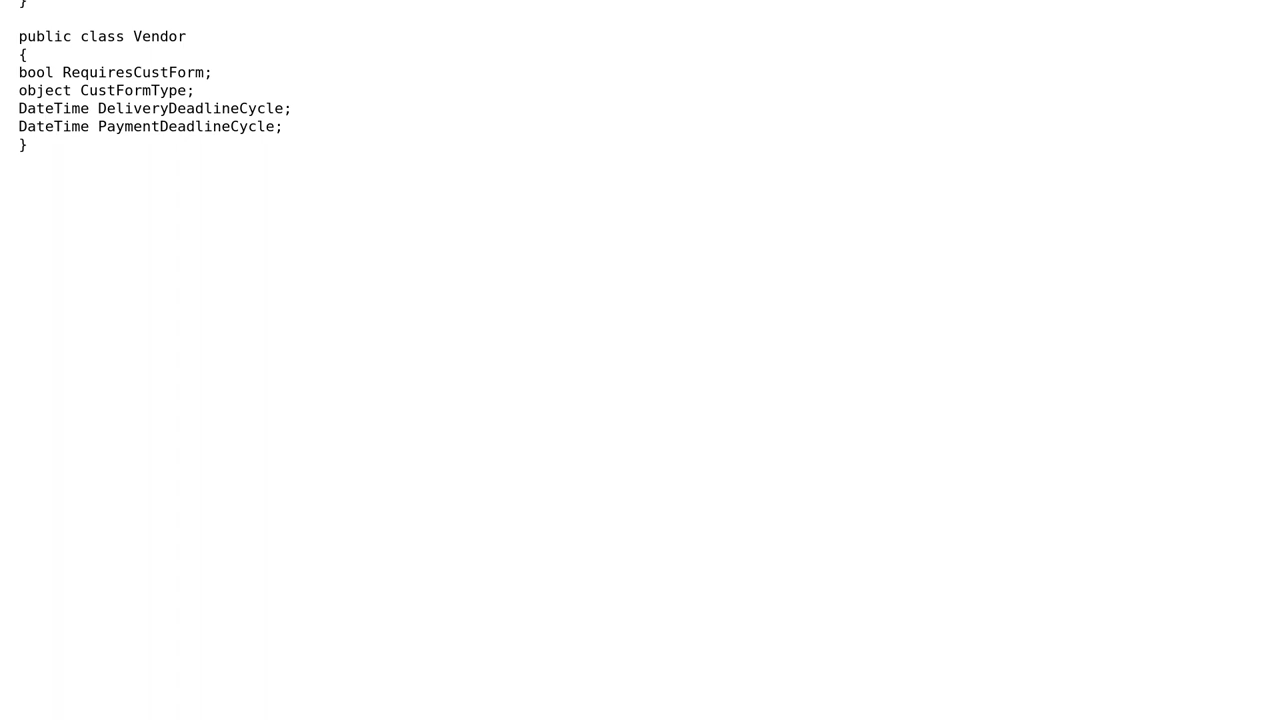 }
public class Vendor
{
bool RequiresCustForm;
object CustFormType;
DateTime DeliveryDeadlineCycle;
DateTime PaymentDeadlineCycle;
}